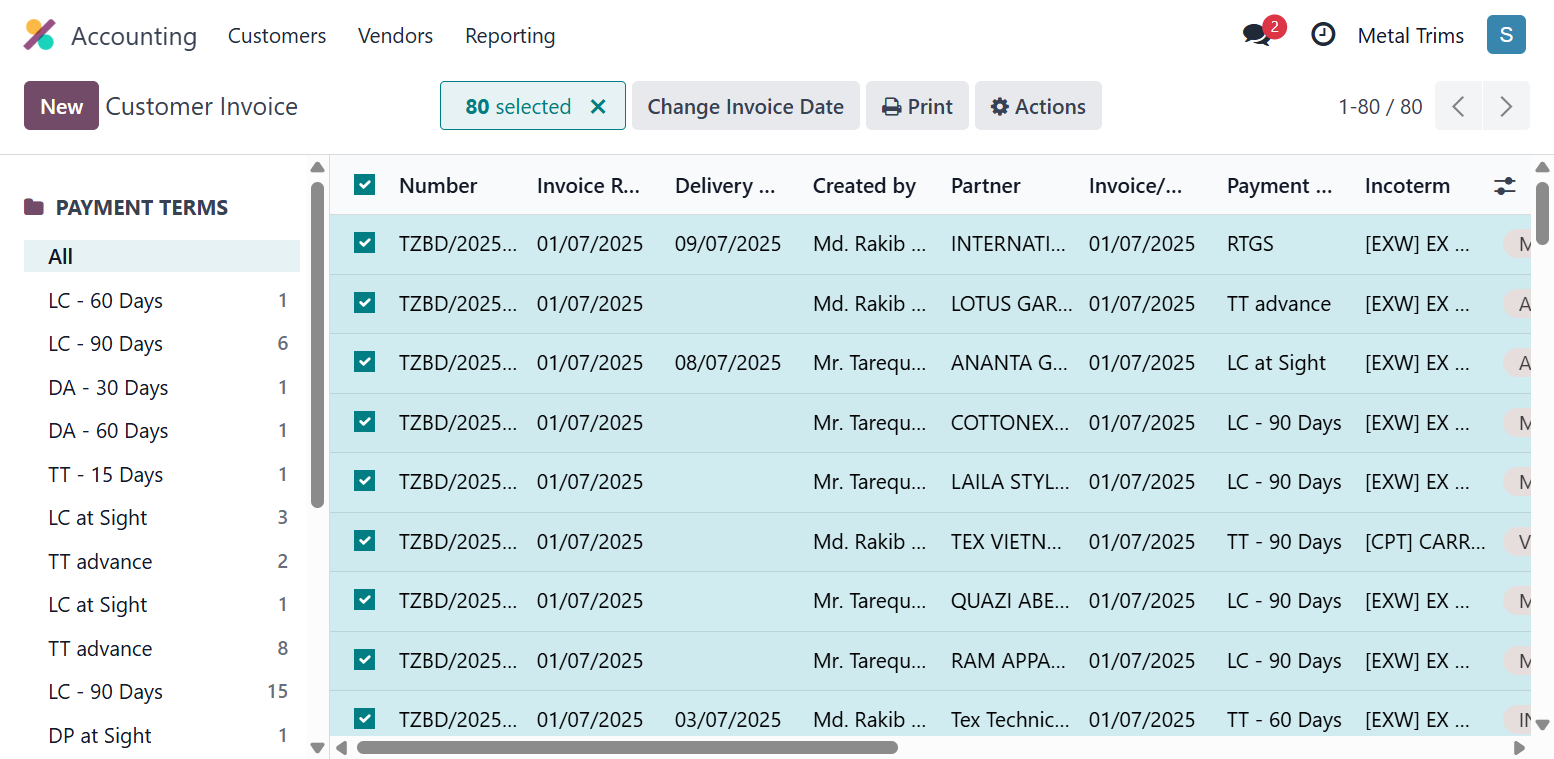 Accounting Customers Vendors Reporting 2 Metal Trims S
New Customer Invoice 80 selected Change Invoice Date Print Actions 1-80 / 80
PAYMENT TERMS
All
LC - 60 Days 1
LC - 90 Days 6
DA - 30 Days 1
DA - 60 Days 1
TT - 15 Days 1
LC at Sight 3
TT advance 2
LC at Sight 1
TT advance 8
LC - 90 Days 15
DP at Sight 1
Number Invoice R... Delivery ... Created by Partner Invoice/... Payment ... Incoterm
TZBD/2025... 01/07/2025 09/07/2025 Md. Rakib ... INTERNATI... 01/07/2025 RTGS [EXW] EX ... M
TZBD/2025... 01/07/2025 Md. Rakib ... LOTUS GAR... 01/07/2025 TT advance [EXW] EX ... A
TZBD/2025... 01/07/2025 08/07/2025 Mr. Tarequ... ANANTA G... 01/07/2025 LC at Sight [EXW] EX ... A
TZBD/2025... 01/07/2025 Mr. Tarequ... COTTONEX... 01/07/2025 LC - 90 Days [EXW] EX ... M
TZBD/2025... 01/07/2025 Mr. Tarequ... LAILA STYL... 01/07/2025 LC - 90 Days [EXW] EX ... M
TZBD/2025... 01/07/2025 Md. Rakib ... TEX VIETN... 01/07/2025 TT - 90 Days [CPT] CARR... V
TZBD/2025... 01/07/2025 Mr. Tarequ... QUAZI ABE... 01/07/2025 LC - 90 Days [EXW] EX ... M
TZBD/2025... 01/07/2025 Mr. Tarequ... RAM APPA... 01/07/2025 LC - 90 Days [EXW] EX ... M
TZBD/2025... 01/07/2025 03/07/2025 Md. Rakib ... Tex Technic... 01/07/2025 TT - 60 Days [EXW] EX ... IN